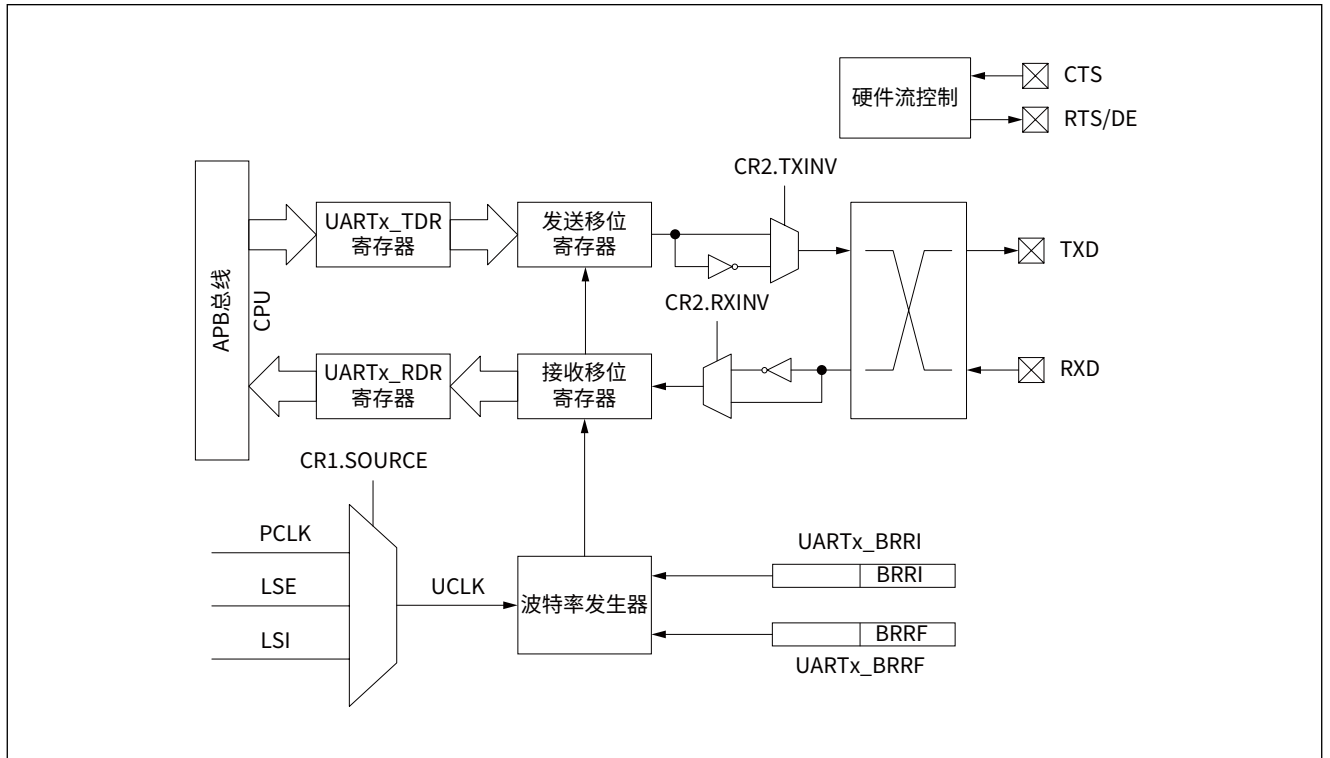 硬件流控制
CTS
RTS/DE
CR2.TXINV
APB总线
CPU
UARTx_TDR
寄存器
发送移位
寄存器
TXD
CR2.RXINV
UARTx_RDR
寄存器
接收移位
寄存器
RXD
CR1.SOURCE
PCLK
LSE
LSI
UCLK
波特率发生器
UARTx_BRRI
BRRI
BRRF
UARTx_BRRF